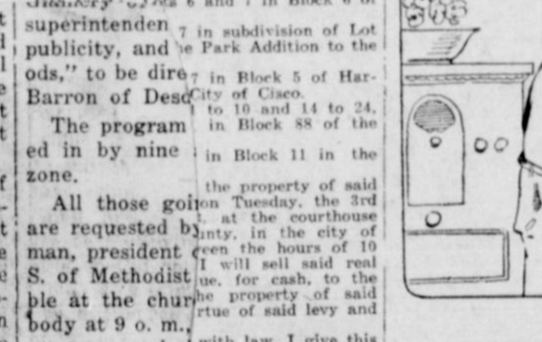 superintenden
publicity, and
ods," to be dire
Barron of Desd
The program
ed in by nine
zone.
All those goi
are requested by
man, president
S. of Methodist
ble at the chur
body at 9 o. m.,
7 in subdivision of Lot
Park Addition to the
7 in Block 5 of Har-
City of Cisco.
to 10 and 14 to 24,
in Block 88 of the
in Block 11 in the
the property of said
on Tuesday, the 3rd
at the courthouse
in the city of
the hours of 10
I will sell said real
for cash, to the
property of said
of said levy and
with law, I give this